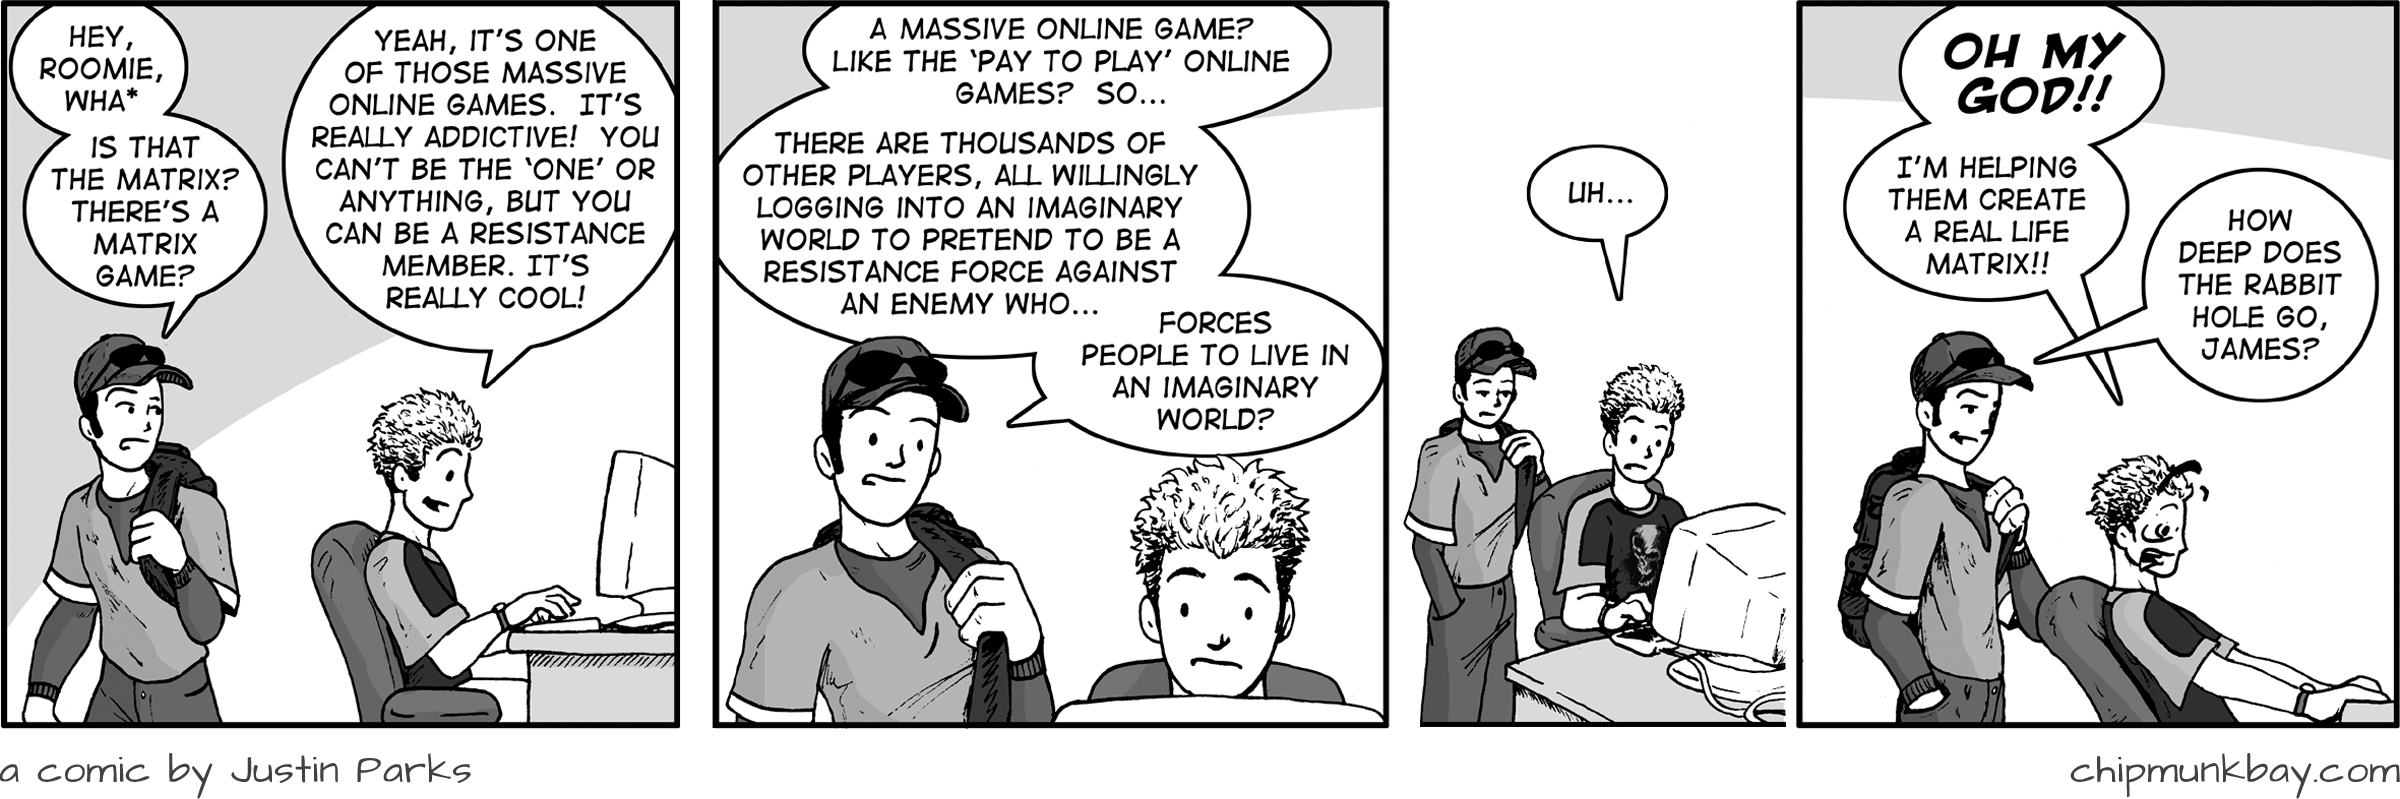 HEY,
ROOMIE,
WHA*
IS THAT
THE MATRIX?
THERE'S A
MATRIX
GAME?
YEAH, IT'S ONE
OF THOSE MASSIVE
ONLINE GAMES. IT'S
REALLY ADDICTIVE! YOU
CAN'T BE THE 'ONE' OR
ANYTHING, BUT YOU
CAN BE A RESISTANCE
MEMBER. IT'S
REALLY COOL!
A MASSIVE ONLINE GAME?
LIKE THE 'PAY TO PLAY' ONLINE
GAMES? SO...
THERE ARE THOUSANDS OF
OTHER PLAYERS, ALL WILLINGLY
LOGGING INTO AN IMAGINARY
WORLD TO PRETEND TO BE A
RESISTANCE FORCE AGAINST
AN ENEMY WHO...
FORCES
PEOPLE TO LIVE IN
AN IMAGINARY
WORLD?
UH...
OH MY
GOD!!
I'M HELPING
THEM CREATE
A REAL LIFE
MATRIX!!
HOW
DEEP DOES
THE RABBIT
HOLE GO,
JAMES?
a comic by Justin Parks
chipmunkbay.com